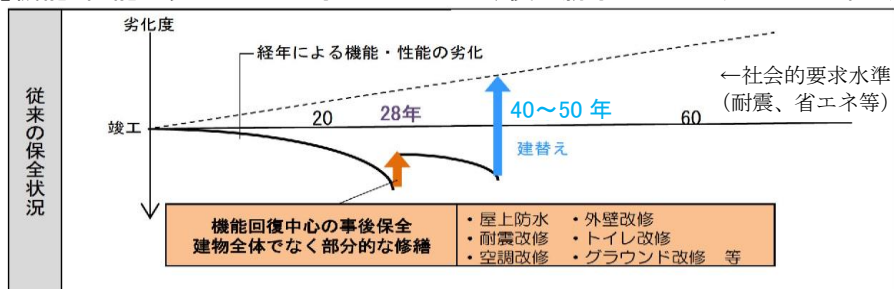 従来の保全状況
劣化度
経年による機能・性能の劣化
←社会的要求水準
(耐震、省エネ等)
竣工
20
28年
40～50 年
60
建替え
機能回復中心の事後保全
建物全体でなく部分的な修繕
・屋上防水 ・外壁改修
・耐震改修 ・トイレ改修
・空調改修 ・グラウンド改修 等